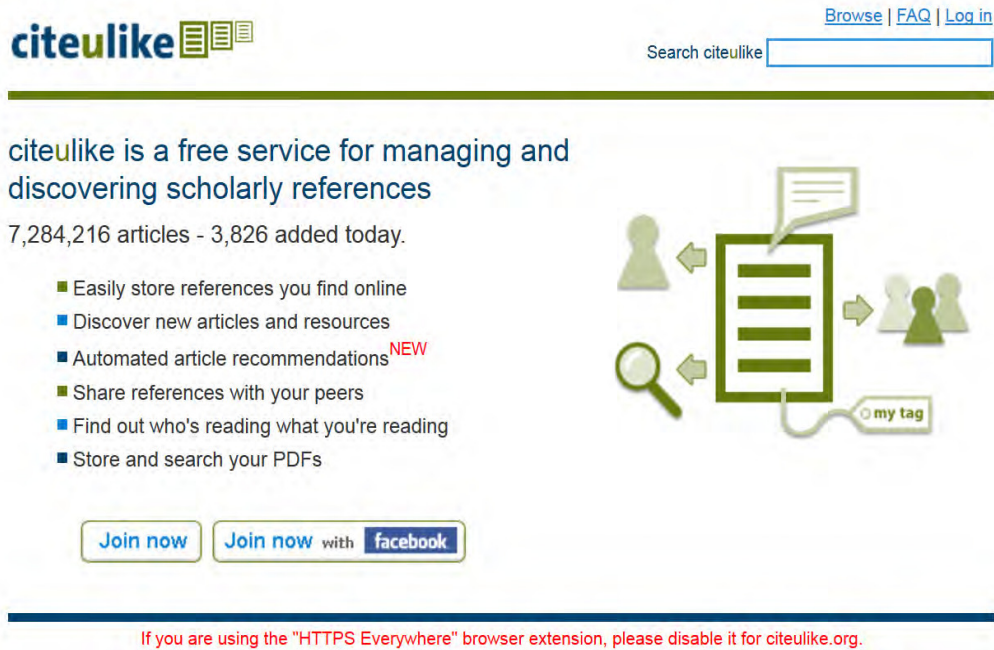 citeulike
Browse | FAQ | Log in
Search citeulike
citeulike is a free service for managing and
discovering scholarly references
7,284,216 articles - 3,826 added today.
Easily store references you find online
Discover new articles and resources
Automated article recommendationsNEW
Share references with your peers
Find out who's reading what you're reading
Store and search your PDFs
my tag
Join now
Join now with facebook
If you are using the "HTTPS Everywhere" browser extension, please disable it for citeulike.org.